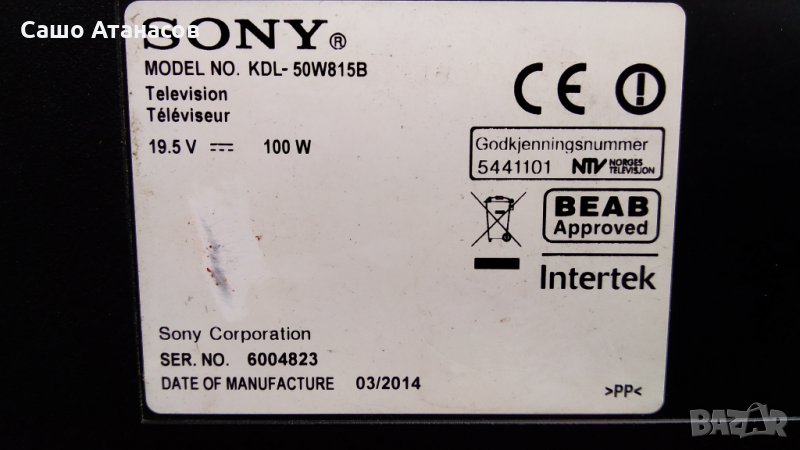 Сашо Атанасов
SONY®
MODEL NO. KDL- 50W815B
Television
Téléviseur
19.5 V ⎓ 100 W
CE
Godkjenningsnummer
5441101 NTV NORGES TELEVISJON
BEAB
Approved
Intertek
Sony Corporation
SER. NO. 6004823
DATE OF MANUFACTURE 03/2014
>PP<
BAZAR